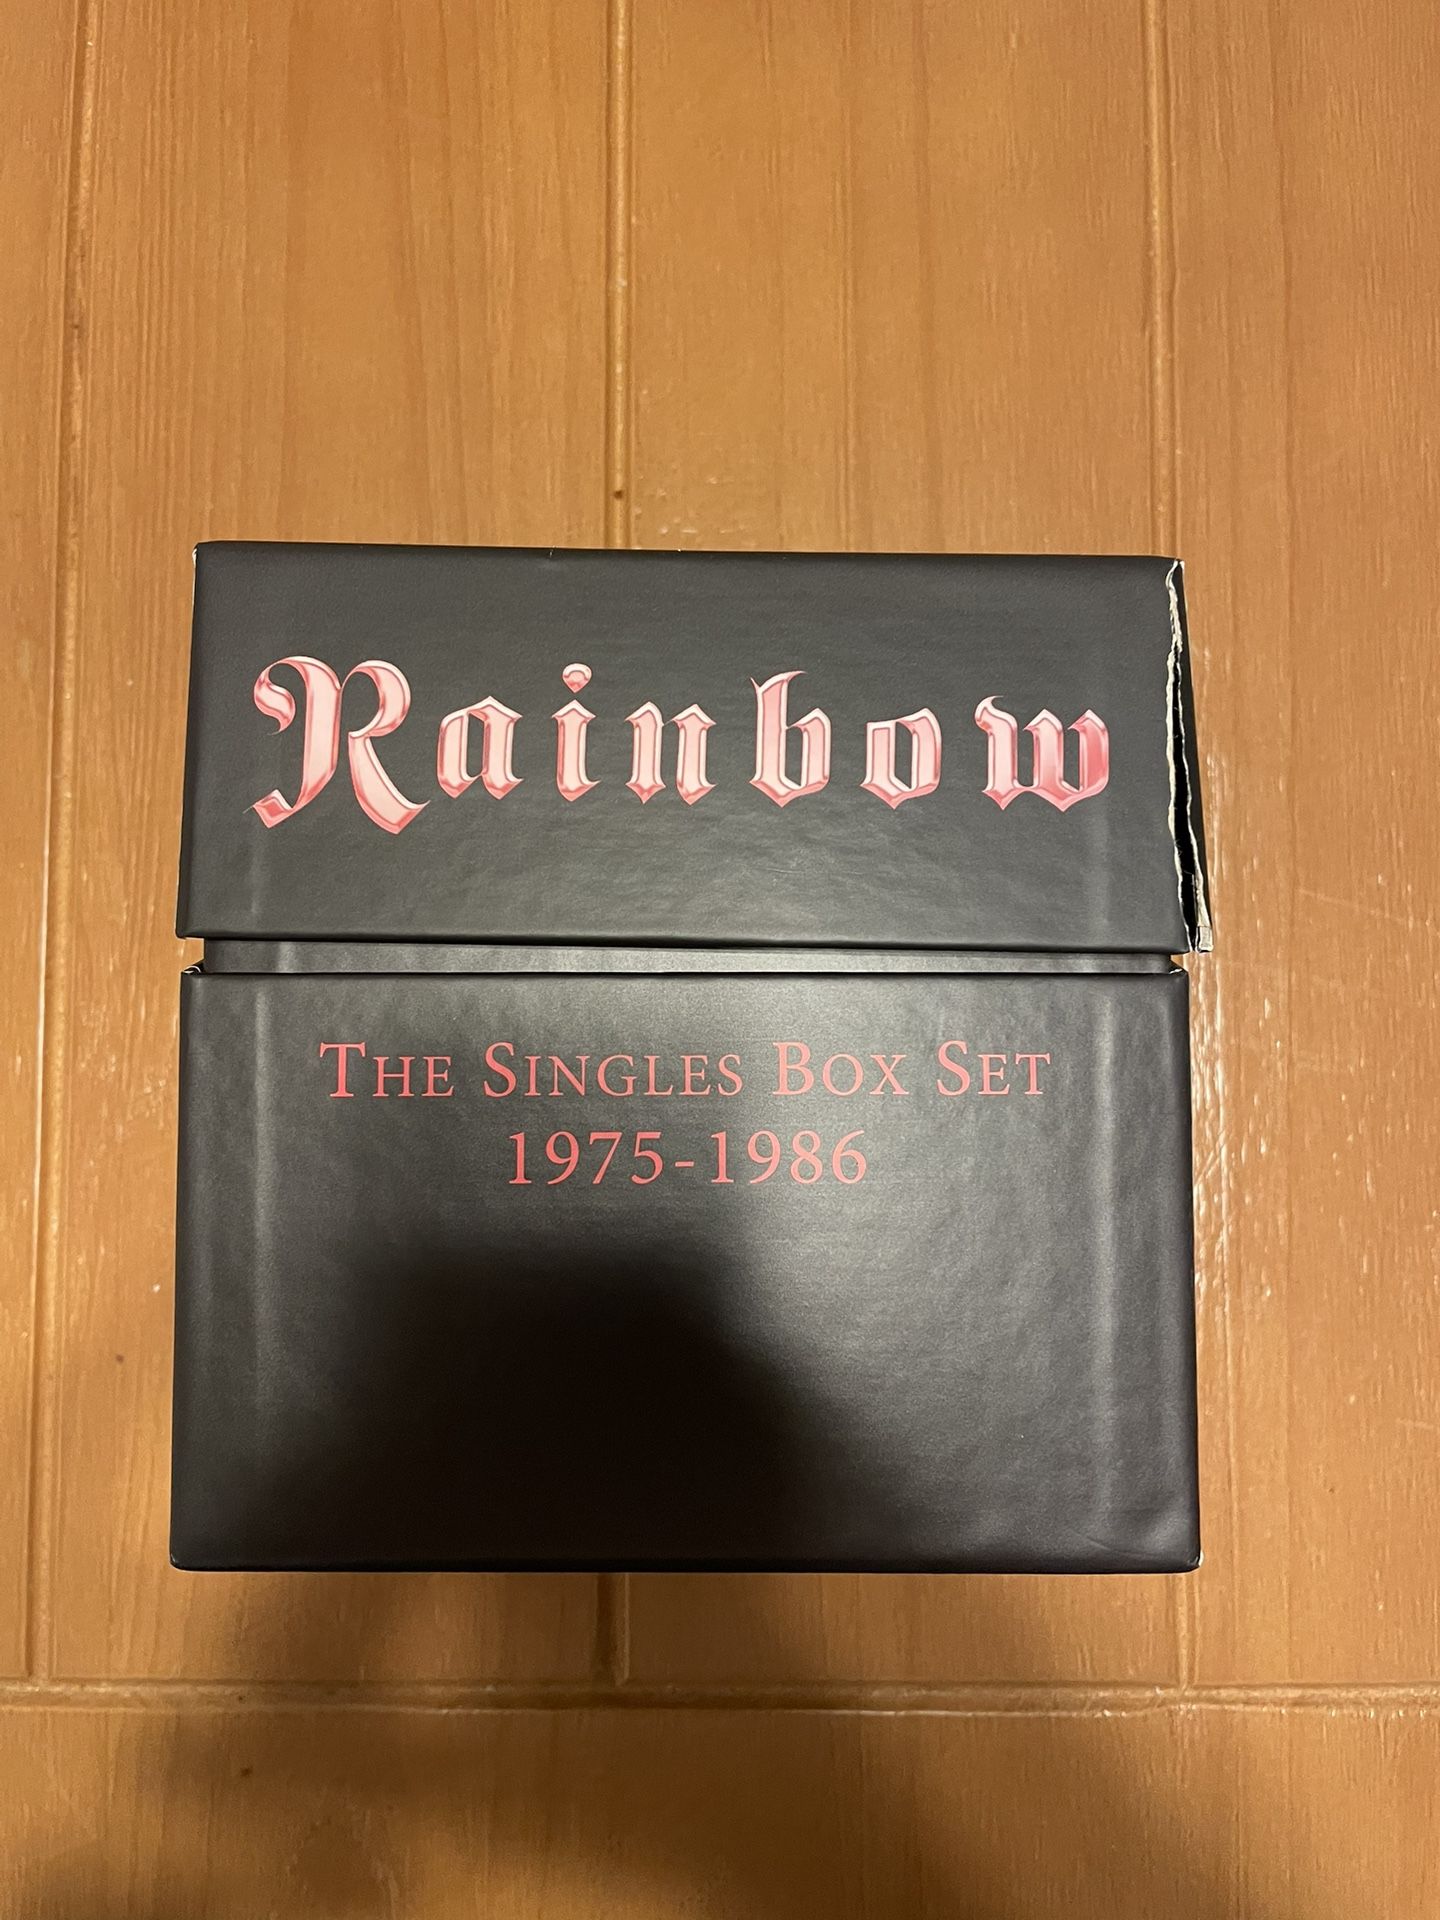 Rainbow
THE SINGLES BOX SET
1975-1986